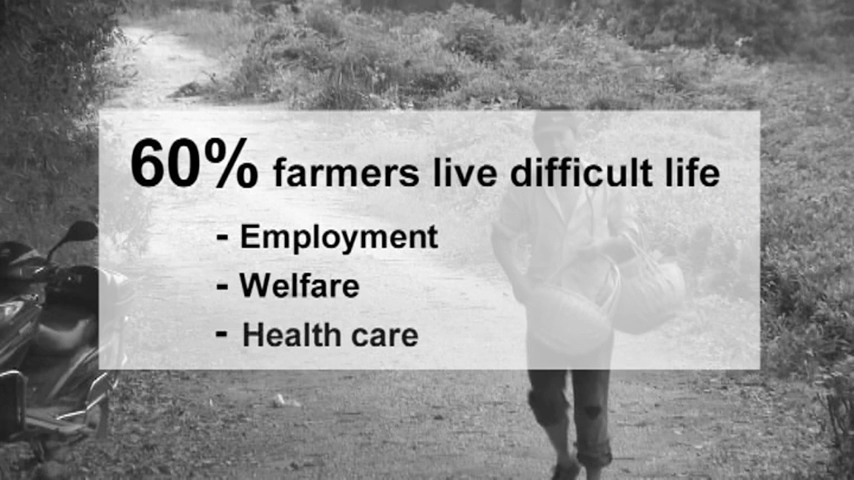 60% farmers live difficult life
- Employment
- Welfare
- Health care